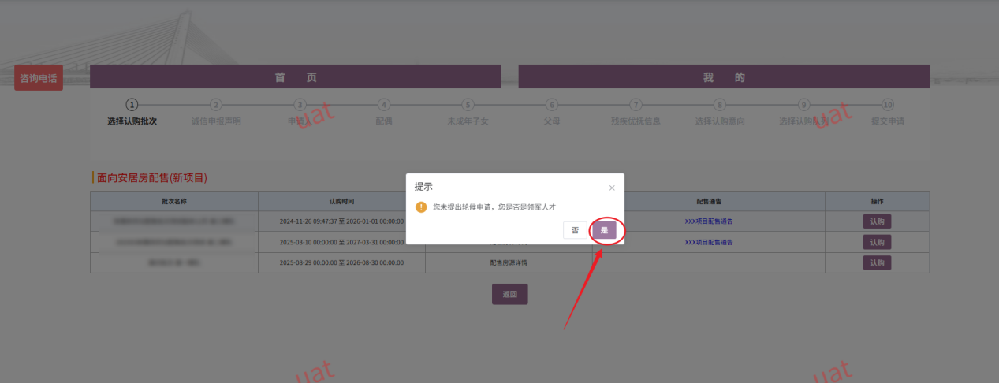 咨询电话
首 页
我 的
1 2 3 4 5 6 7 8 9 10
选择认购批次 诚信申报声明 申请人 配偶 未成年子女 父母 残疾优抚信息 选择认购意向 选择认购队列 提交申请
uat uat
面向安居房配售(新项目)
批次名称 认购时间 配售通告 操作
提示 ×
您未提出轮候申请，您是否是领军人才
否 是
2024-11-26 09:47:37 至 2026-01-01 00:00:00 XXX项目配售通告 认购
2025-03-10 00:00:00 至 2027-03-31 00:00:00 XXX项目配售通告 认购
2025-08-29 00:00:00 至 2026-08-30 00:00:00 配售房源详情 认购
返回
uat uat